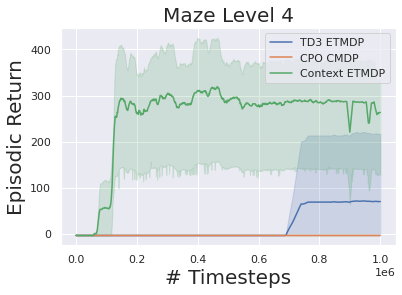 Maze Level 4
TD3 ETMDP
CPO CMDP
Context ETMDP
Episodic Return
400
300
200
100
0
0.0 0.2 0.4 0.6 0.8 1.0
1e6
# Timesteps